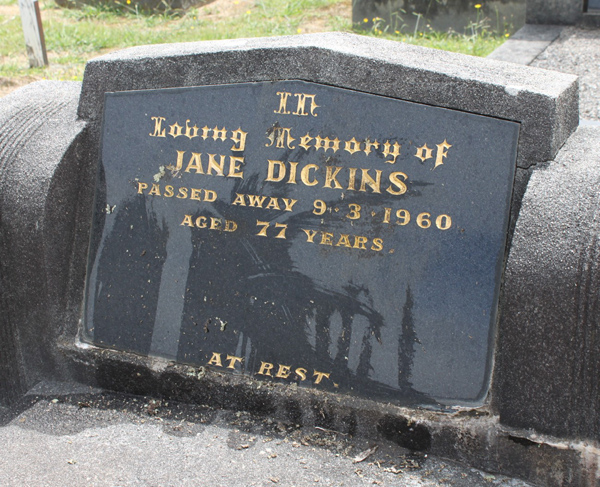 In
Loving Memory of
JANE DICKINS
PASSED AWAY 9·3·1960
AGED 77 YEARS
AT REST.